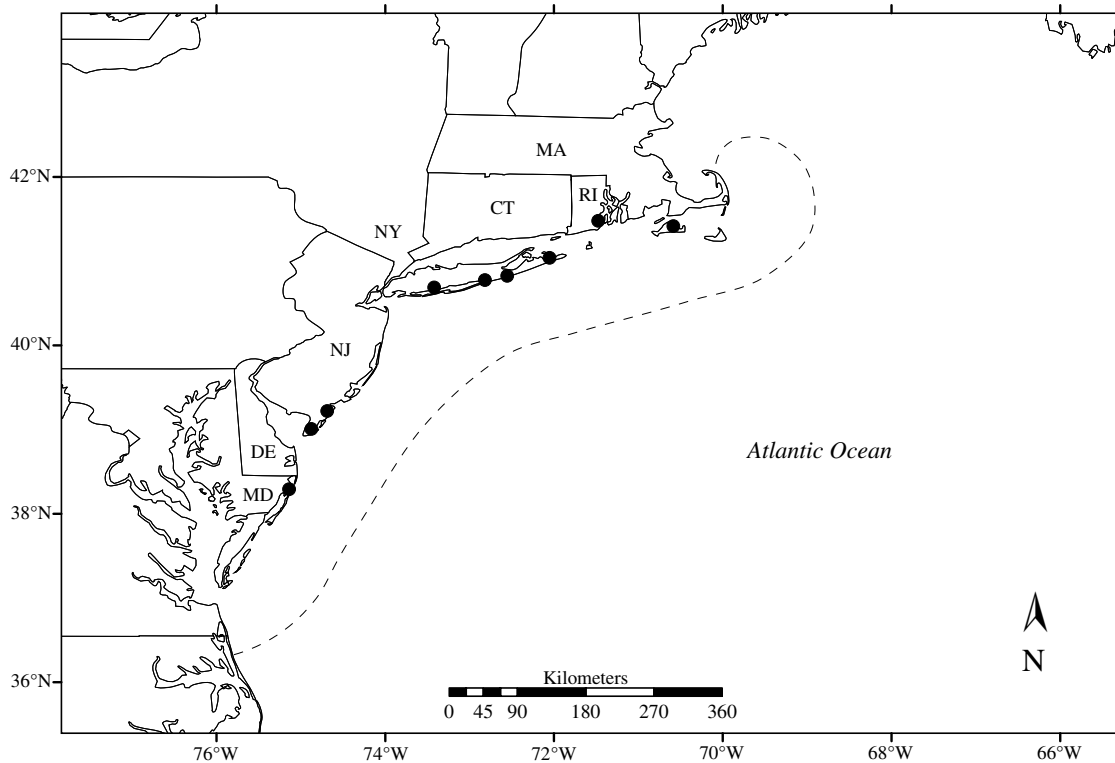 MA
42°N
RI
CT
NY
40°N
NJ
Atlantic Ocean
DE
MD
38°N
N
36°N
Kilometers
0 45 90 180 270 360
76°W 74°W 72°W 70°W 68°W 66°W